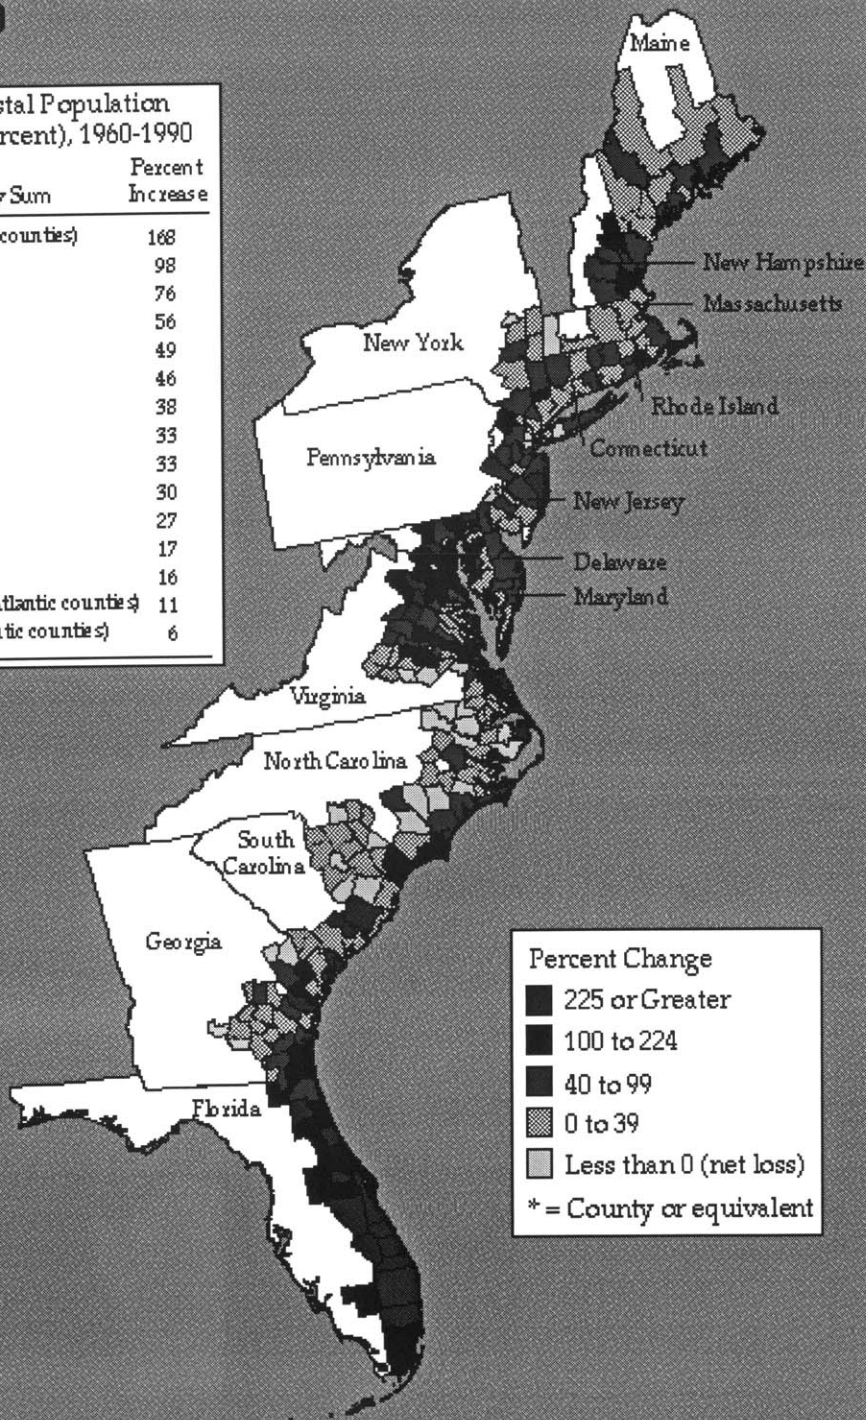 stal Population
rcent), 1960-1990
Percent
Sum Increase
counties) 168
98
76
56
49
46
38
33
33
30
27
17
16
tlantic counties) 11
tic counties) 6
Maine
New Hampshire
Massachusetts
New York
Rhode Island
Connecticut
Pennsylvania
New Jersey
Delaware
Maryland
Virginia
North Carolina
South
Carolina
Georgia
Florida
Percent Change
225 or Greater
100 to 224
40 to 99
0 to 39
Less than 0 (net loss)
* = County or equivalent